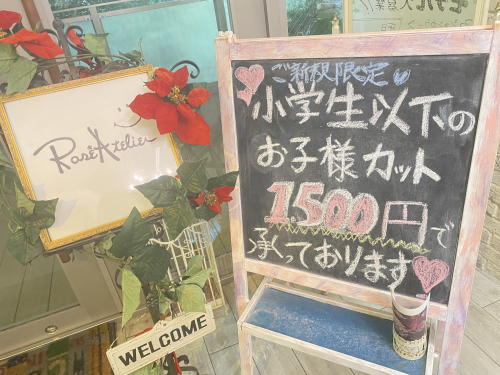 Rosé Atelier
WELCOME
ご新規限定
小学生以下の
お子様カット
1.500円で
承っております